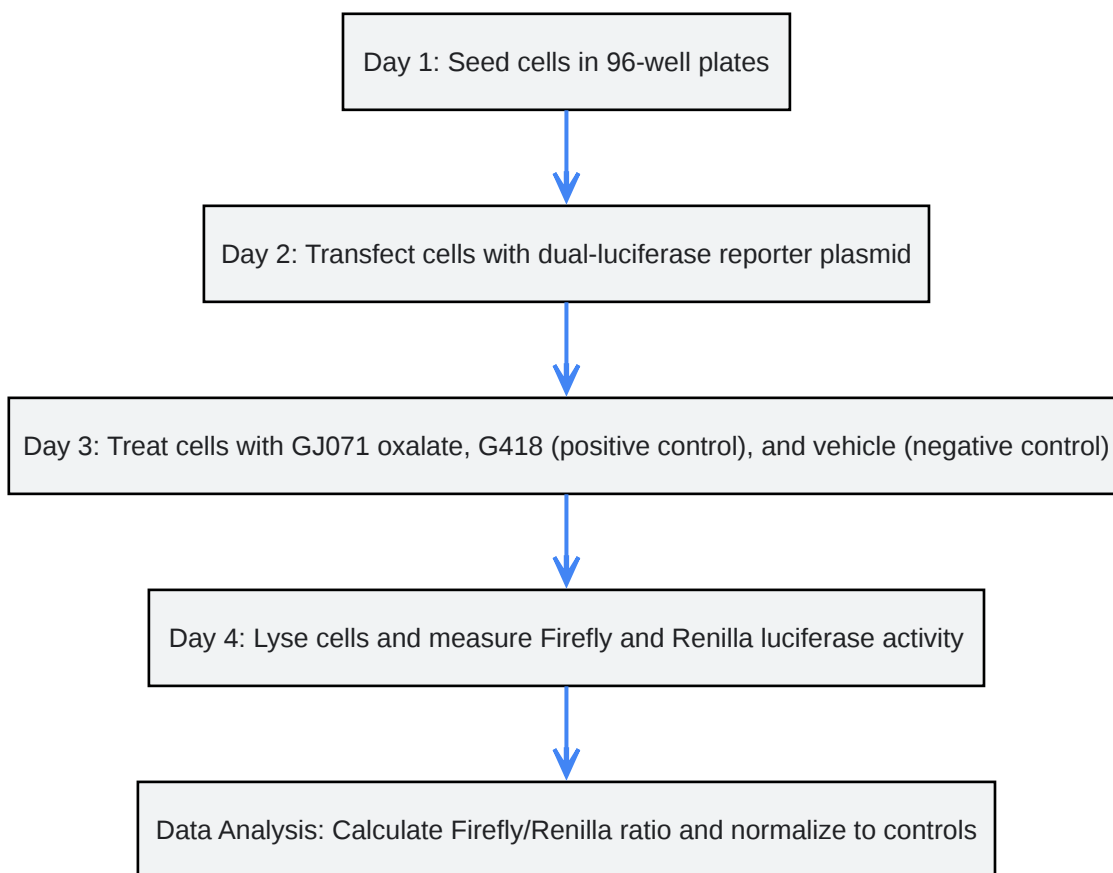 Day 1: Seed cells in 96-well plates
Day 2: Transfect cells with dual-luciferase reporter plasmid
Day 3: Treat cells with GJ071 oxalate, G418 (positive control), and vehicle (negative control)
Day 4: Lyse cells and measure Firefly and Renilla luciferase activity
Data Analysis: Calculate Firefly/Renilla ratio and normalize to controls